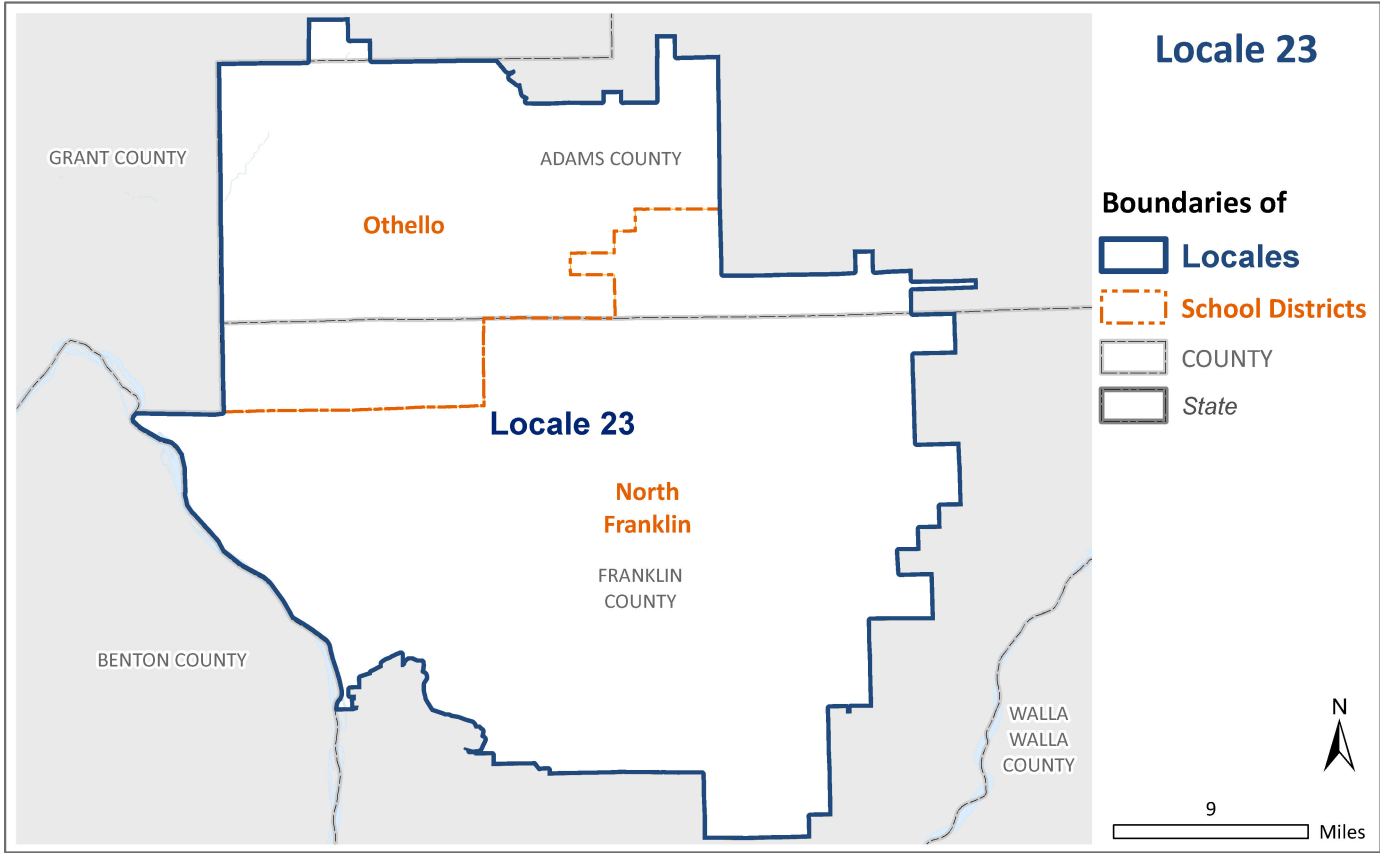 Locale 23
GRANT COUNTY
ADAMS COUNTY
Othello
Locale 23
North
Franklin
FRANKLIN
COUNTY
BENTON COUNTY
WALLA
WALLA
COUNTY
Boundaries of
Locales
School Districts
COUNTY
State
N
9
Miles